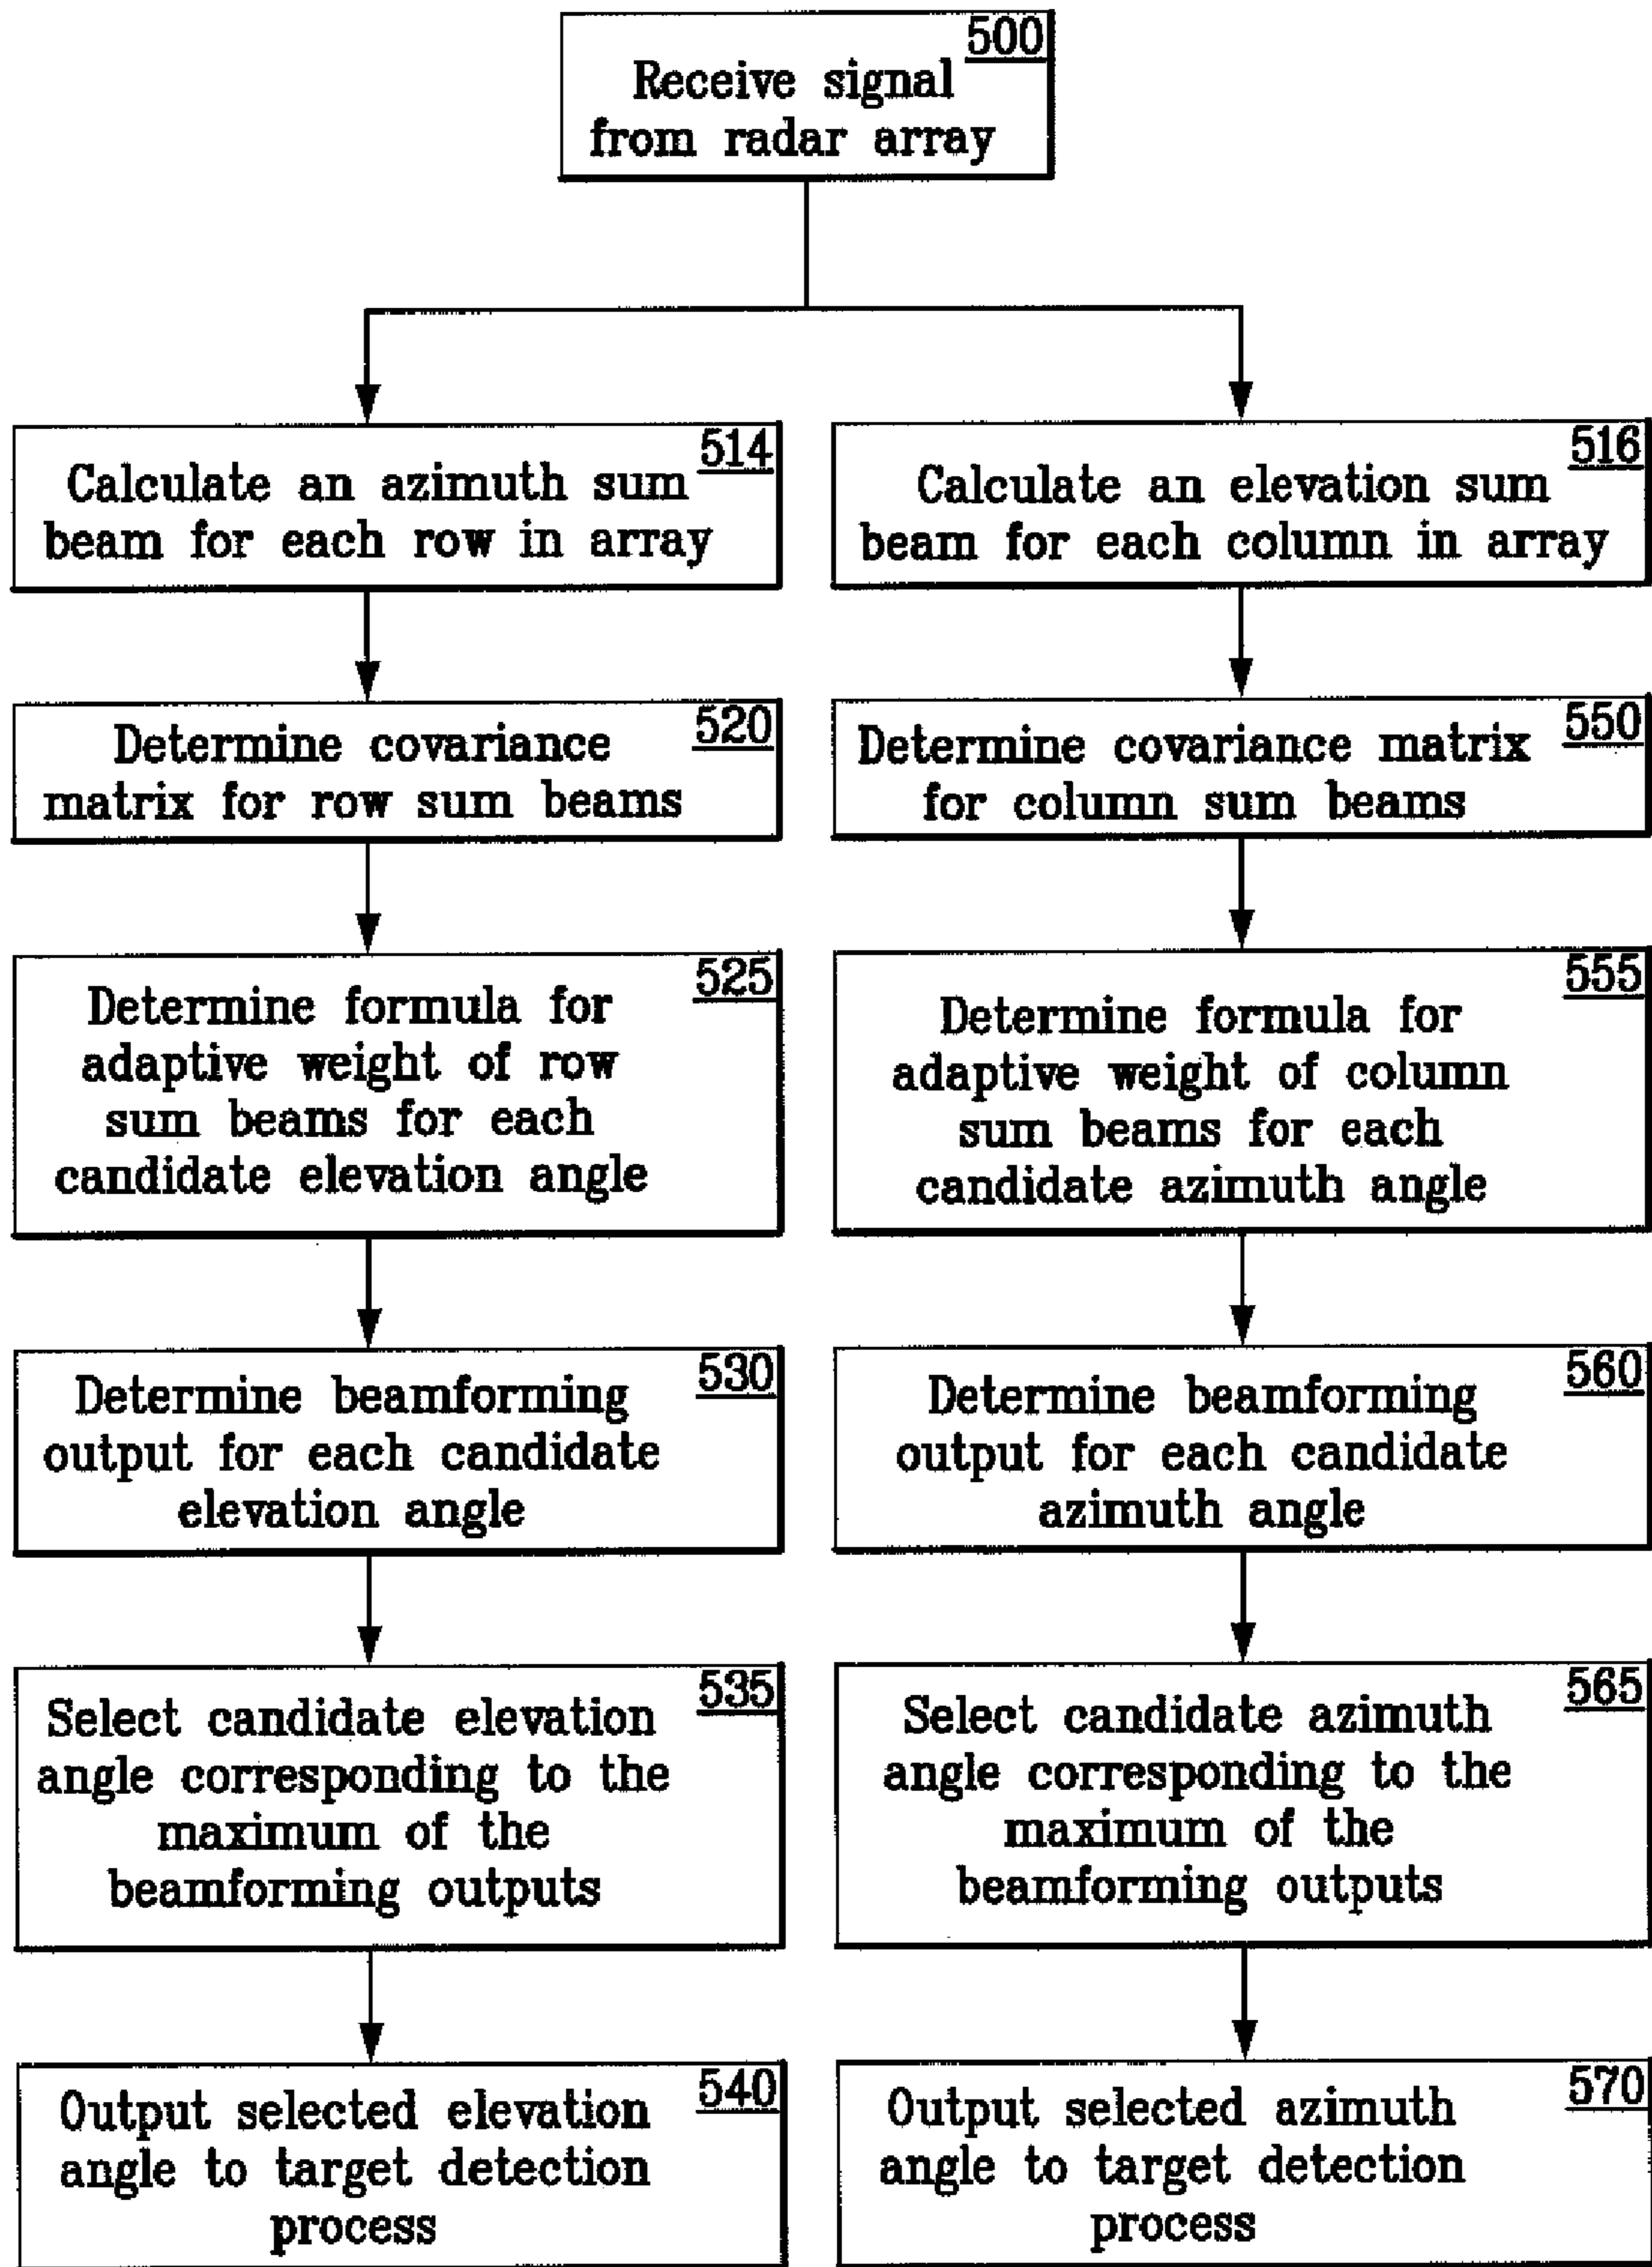 500
Receive signal
from radar array
514
Calculate an azimuth sum
beam for each row in array
516
Calculate an elevation sum
beam for each column in array
520
Determine covariance
matrix for row sum beams
550
Determine covariance matrix
for column sum beams
525
Determine formula for
adaptive weight of row
sum beams for each
candidate elevation angle
555
Determine formula for
adaptive weight of column
sum beams for each
candidate azimuth angle
530
Determine beamforming
output for each candidate
elevation angle
560
Determine beamforming
output for each candidate
azimuth angle
535
Select candidate elevation
angle corresponding to the
maximum of the
beamforming outputs
565
Select candidate azimuth
angle corresponding to the
maximum of the
beamforming outputs
540
Output selected elevation
angle to target detection
process
570
Output selected azimuth
angle to target detection
process